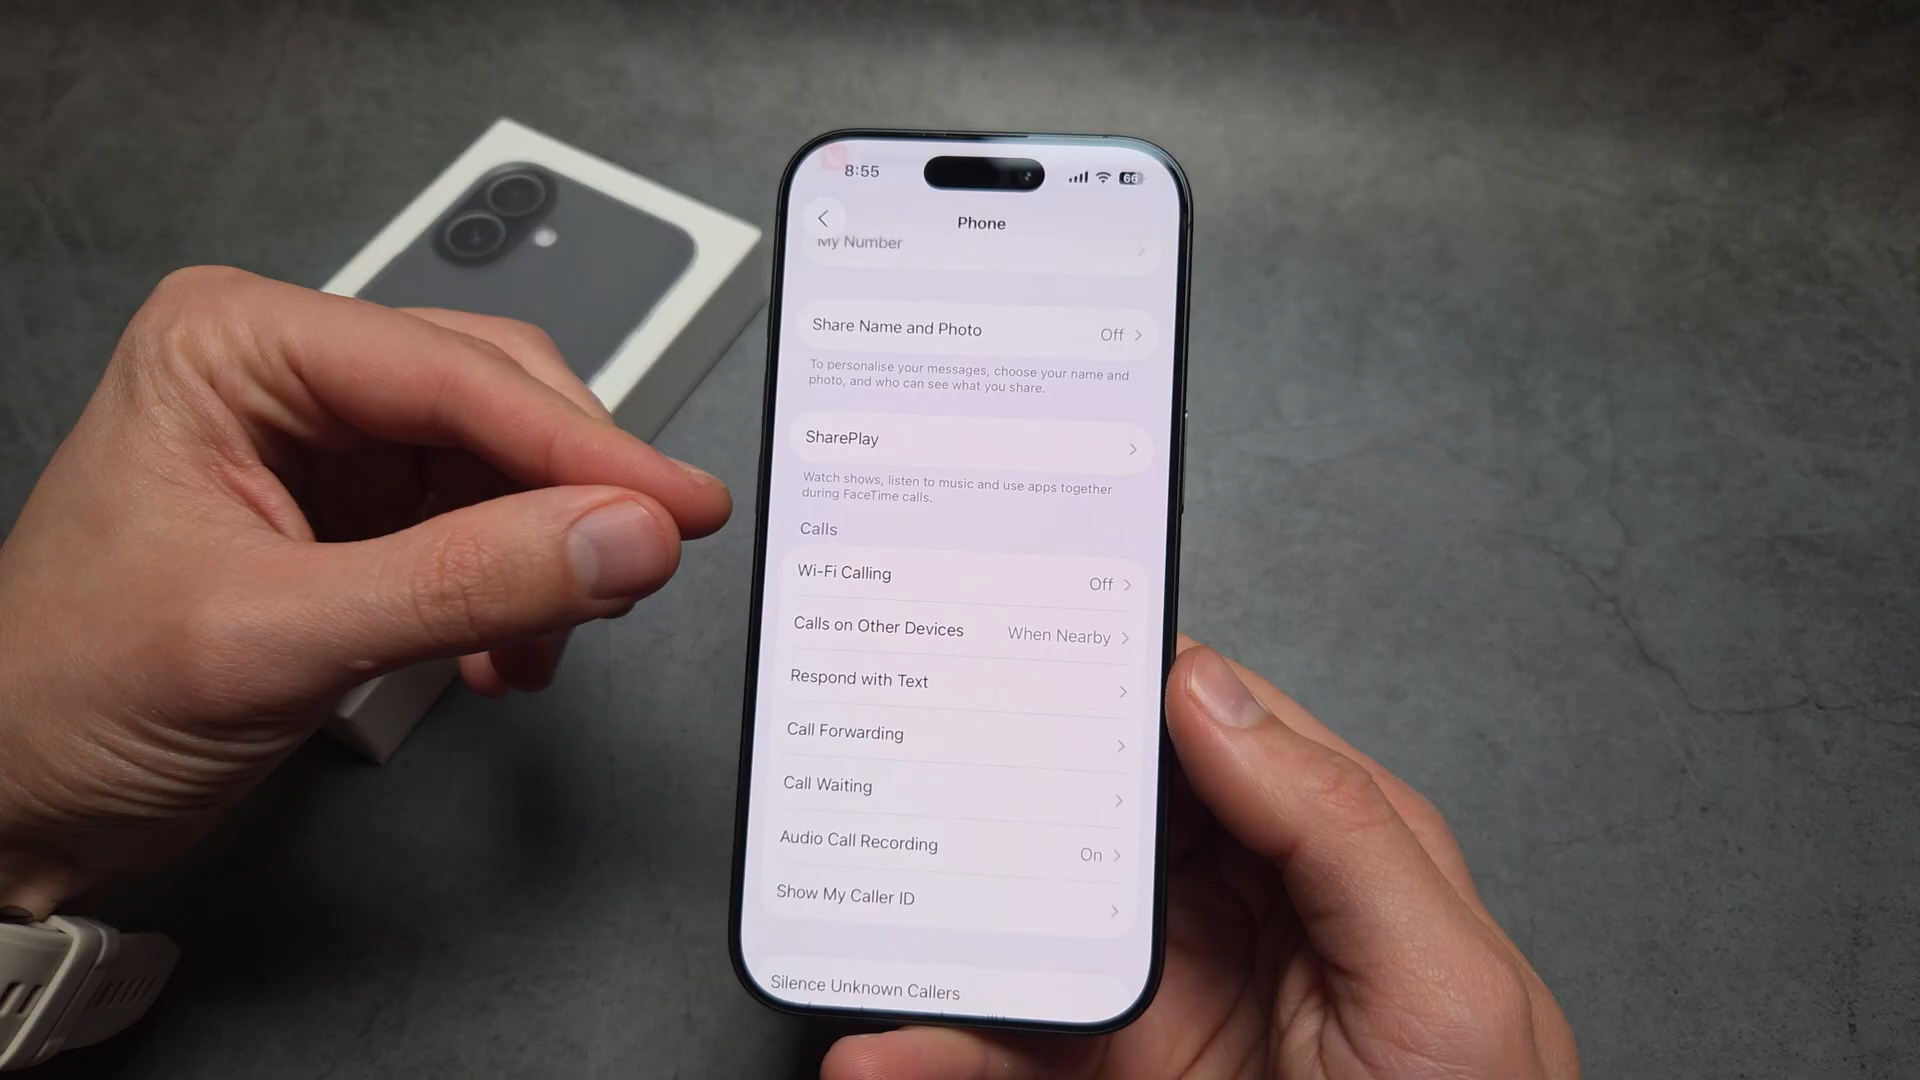 8:55
66
Phone
My Number
Share Name and Photo Off
To personalise your messages, choose your name and
photo, and who can see what you share.
SharePlay
Watch shows, listen to music and use apps together
during FaceTime calls.
Calls
Wi-Fi Calling Off
Calls on Other Devices When Nearby
Respond with Text
Call Forwarding
Call Waiting
Audio Call Recording On
Show My Caller ID
Silence Unknown Callers